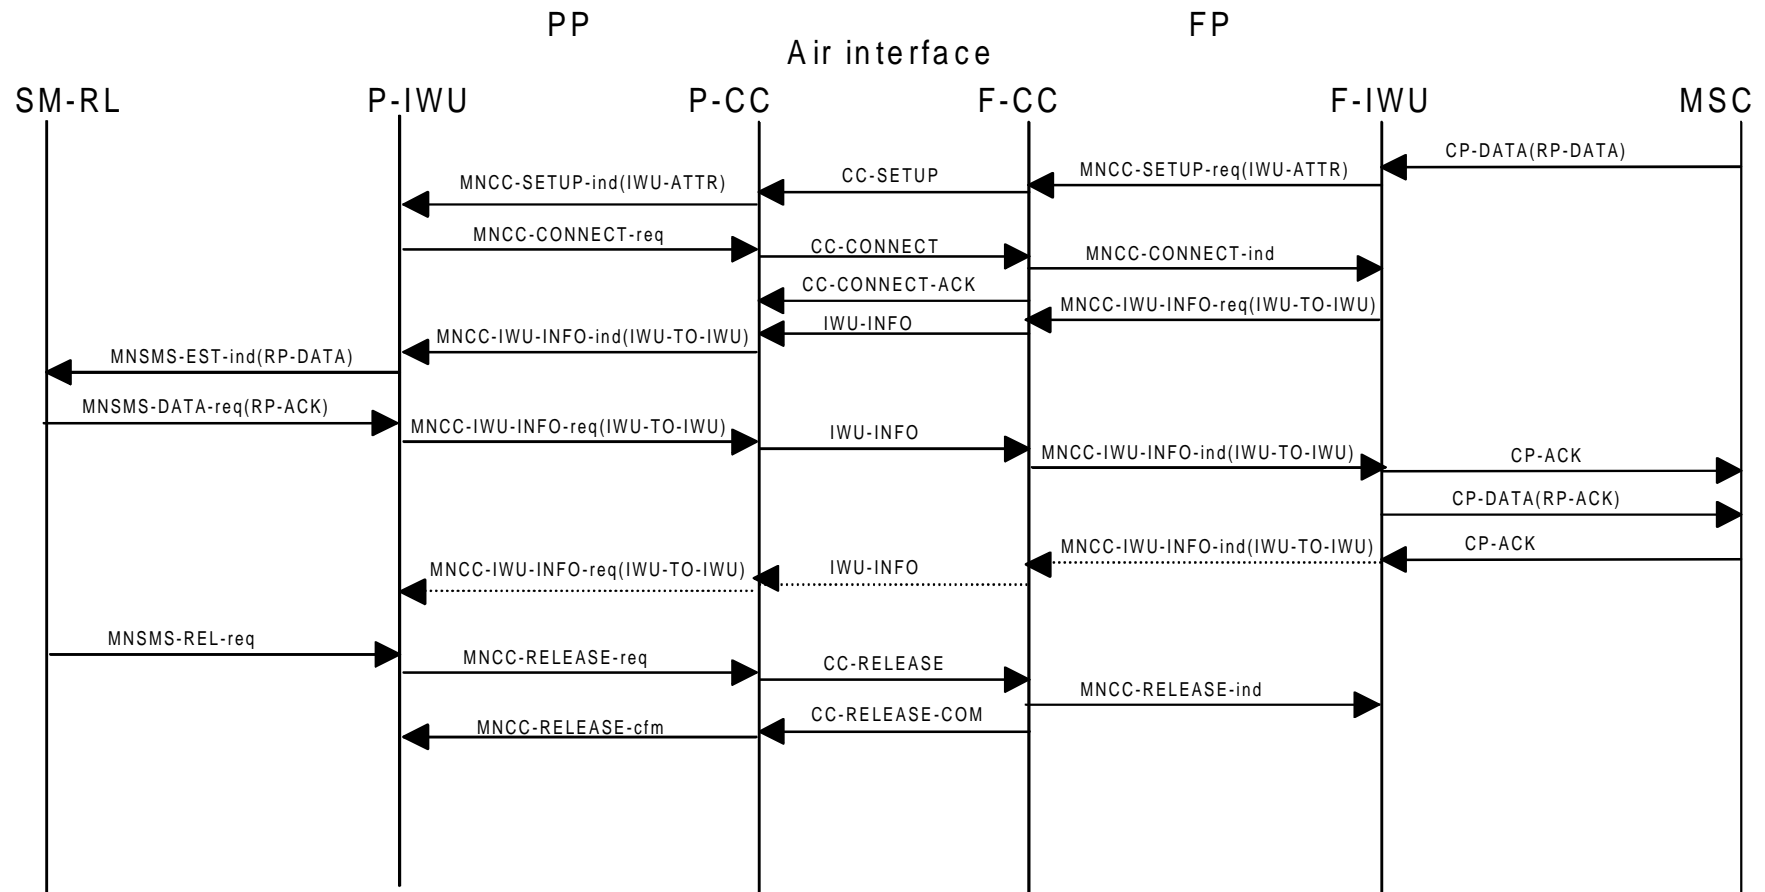 PP
FP
Air interface
SM-RL
P-IWU
P-CC
F-CC
F-IWU
MSC
CP-DATA(RP-DATA)
MNCC-SETUP-req(IWU-ATTR)
CC-SETUP
MNCC-SETUP-ind(IWU-ATTR)
MNCC-CONNECT-req
CC-CONNECT
MNCC-CONNECT-ind
CC-CONNECT-ACK
MNCC-IWU-INFO-req(IWU-TO-IWU)
IWU-INFO
MNCC-IWU-INFO-ind(IWU-TO-IWU)
MNSMS-EST-ind(RP-DATA)
MNSMS-DATA-req(RP-ACK)
MNCC-IWU-INFO-req(IWU-TO-IWU)
IWU-INFO
MNCC-IWU-INFO-ind(IWU-TO-IWU)
CP-ACK
CP-DATA(RP-ACK)
CP-ACK
MNCC-IWU-INFO-ind(IWU-TO-IWU)
IWU-INFO
MNCC-IWU-INFO-req(IWU-TO-IWU)
MNSMS-REL-req
MNCC-RELEASE-req
CC-RELEASE
MNCC-RELEASE-ind
CC-RELEASE-COM
MNCC-RELEASE-cfm